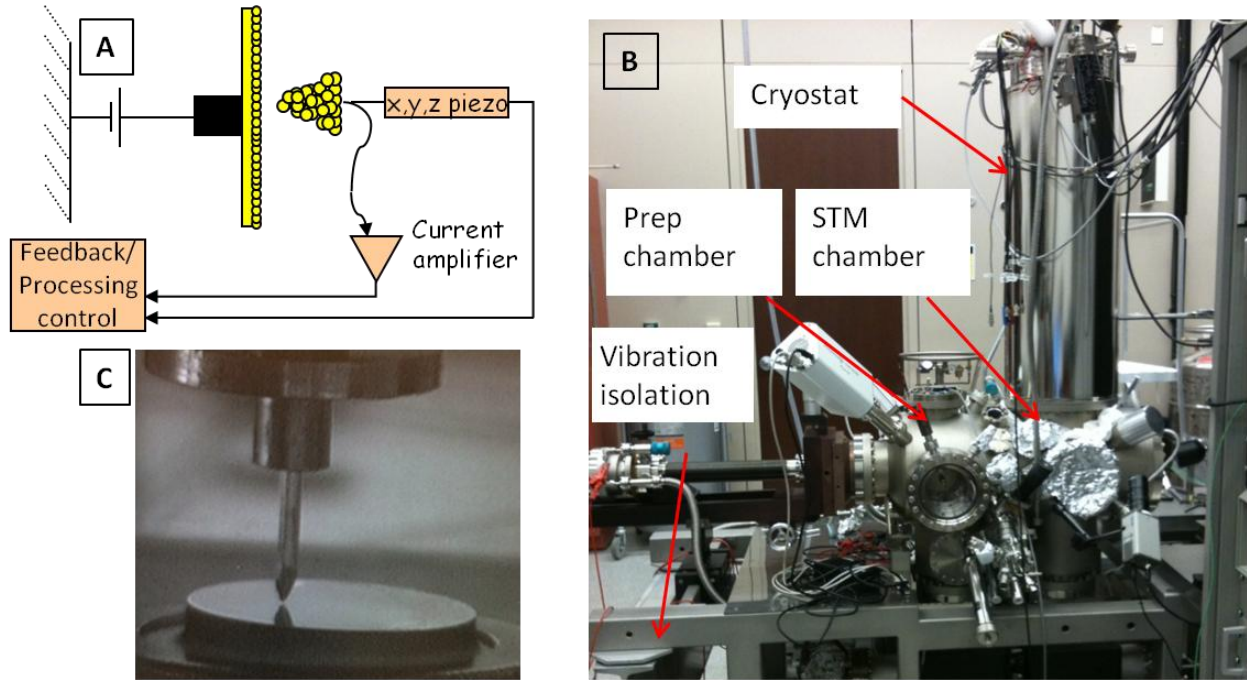 A
x,y,z piezo
Current
amplifier
Feedback/
Processing
control
C
B
Cryostat
Prep
chamber
STM
chamber
Vibration
isolation